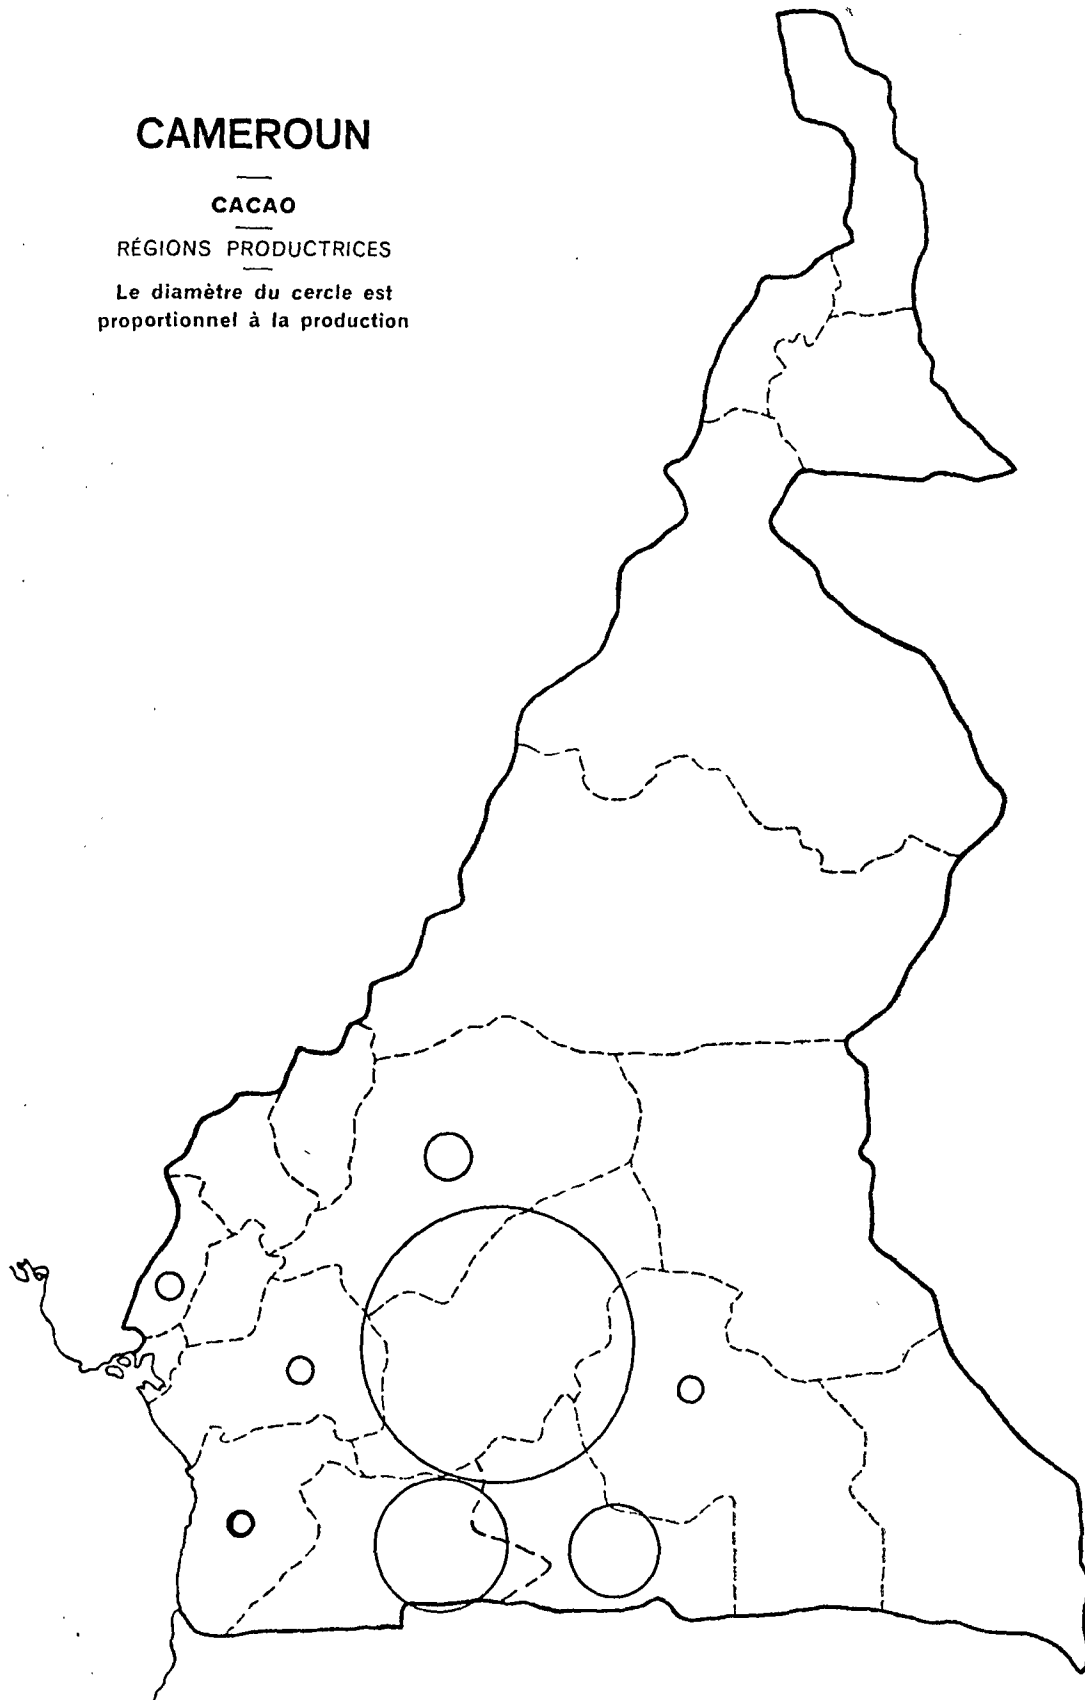 CAMEROUN
CACAO
RÉGIONS PRODUCTRICES
Le diamètre du cercle est
proportionnel à la production